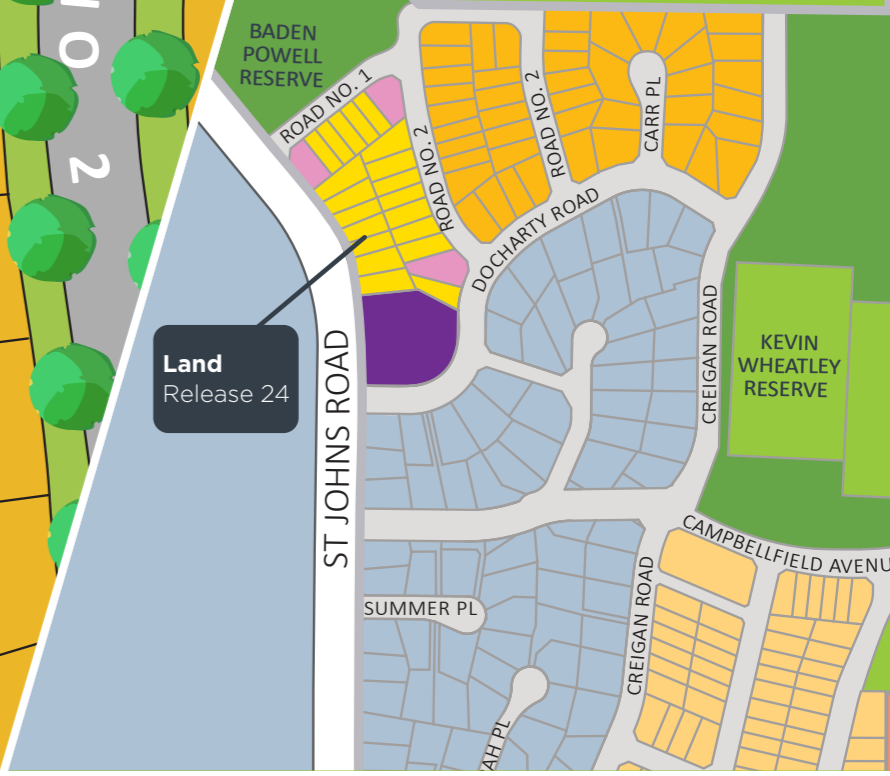 BADEN
POWELL
RESERVE
ROAD NO. 1
ROAD NO. 2
ROAD NO. 2
CARR PL
DOCHARTY ROAD
O 2
Land
Release 24
ST JOHNS ROAD
CREIGAN ROAD
KEVIN
WHEATLEY
RESERVE
CAMPBELLFIELD AVENU
SUMMER PL
CREIGAN ROAD
AH PL